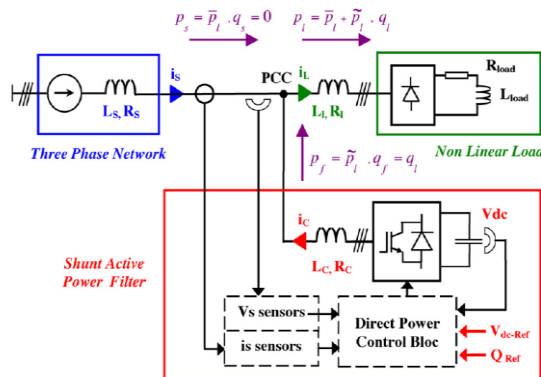 p_s = p̄_l . q_s = 0
p_l = p̄_l + p̃_l . q_l
i_S
PCC
i_L
R_load
L_load
L_S, R_S
L_l, R_l
Three Phase Network
Non Linear Load
p_f = p̃_l . q_f = q_l
i_C
Vdc
L_C, R_C
Shunt Active
Power Filter
Vs sensors
is sensors
Direct Power
Control Bloc
V_dc-Ref
Q_Ref